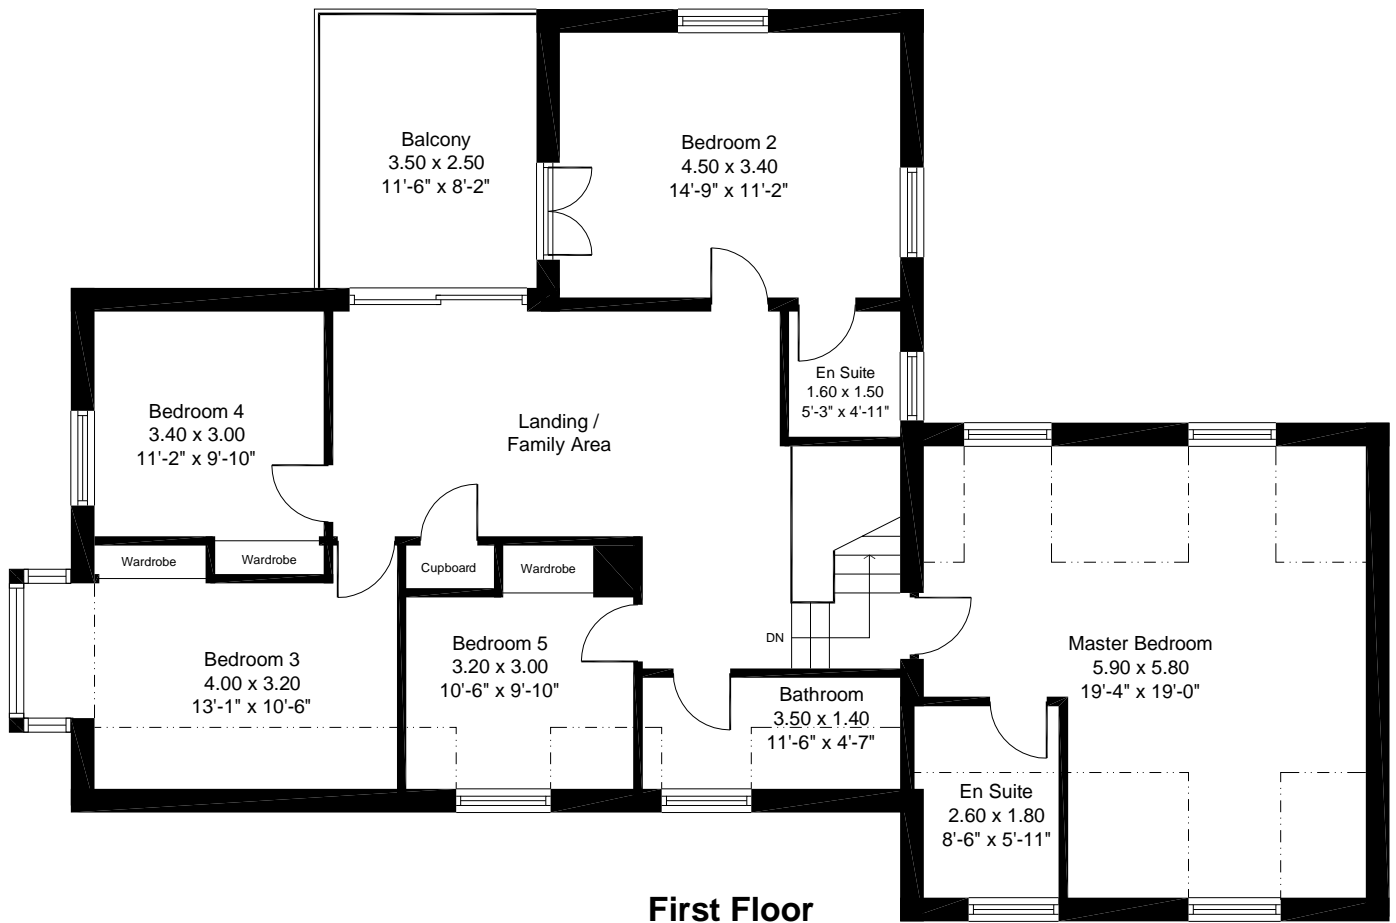 Balcony
3.50 x 2.50
11'-6" x 8'-2"
Bedroom 2
4.50 x 3.40
14'-9" x 11'-2"
En Suite
1.60 x 1.50
5'-3" x 4'-11"
Bedroom 4
3.40 x 3.00
11'-2" x 9'-10"
Landing /
Family Area
Wardrobe
Wardrobe
Cupboard
Wardrobe
Bedroom 3
4.00 x 3.20
13'-1" x 10'-6"
Bedroom 5
3.20 x 3.00
10'-6" x 9'-10"
DN
Master Bedroom
5.90 x 5.80
19'-4" x 19'-0"
Bathroom
3.50 x 1.40
11'-6" x 4'-7"
En Suite
2.60 x 1.80
8'-6" x 5'-11"
First Floor